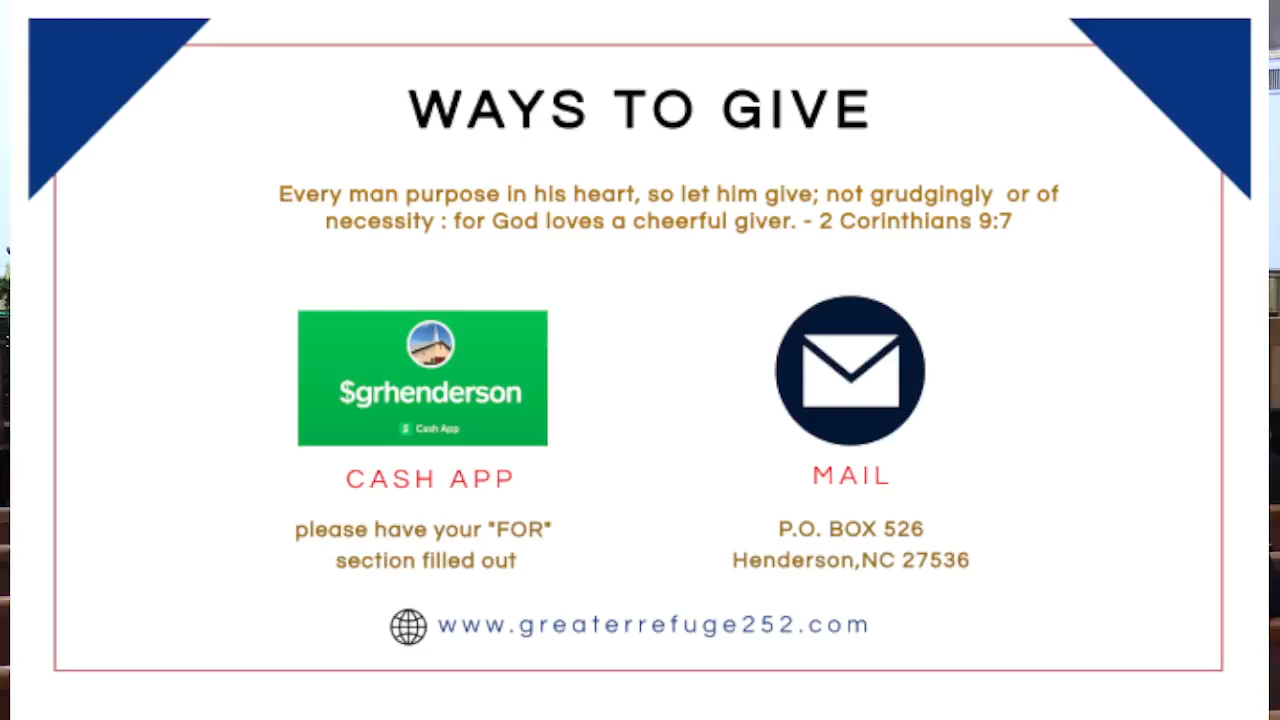 WAYS TO GIVE
Every man purpose in his heart, so let him give; not grudgingly or of
necessity : for God loves a cheerful giver. - 2 Corinthians 9:7
$grhenderson
$ Cash App
CASH APP
please have your "FOR"
section filled out
MAIL
P.O. BOX 526
Henderson,NC 27536
www.greaterrefuge252.com